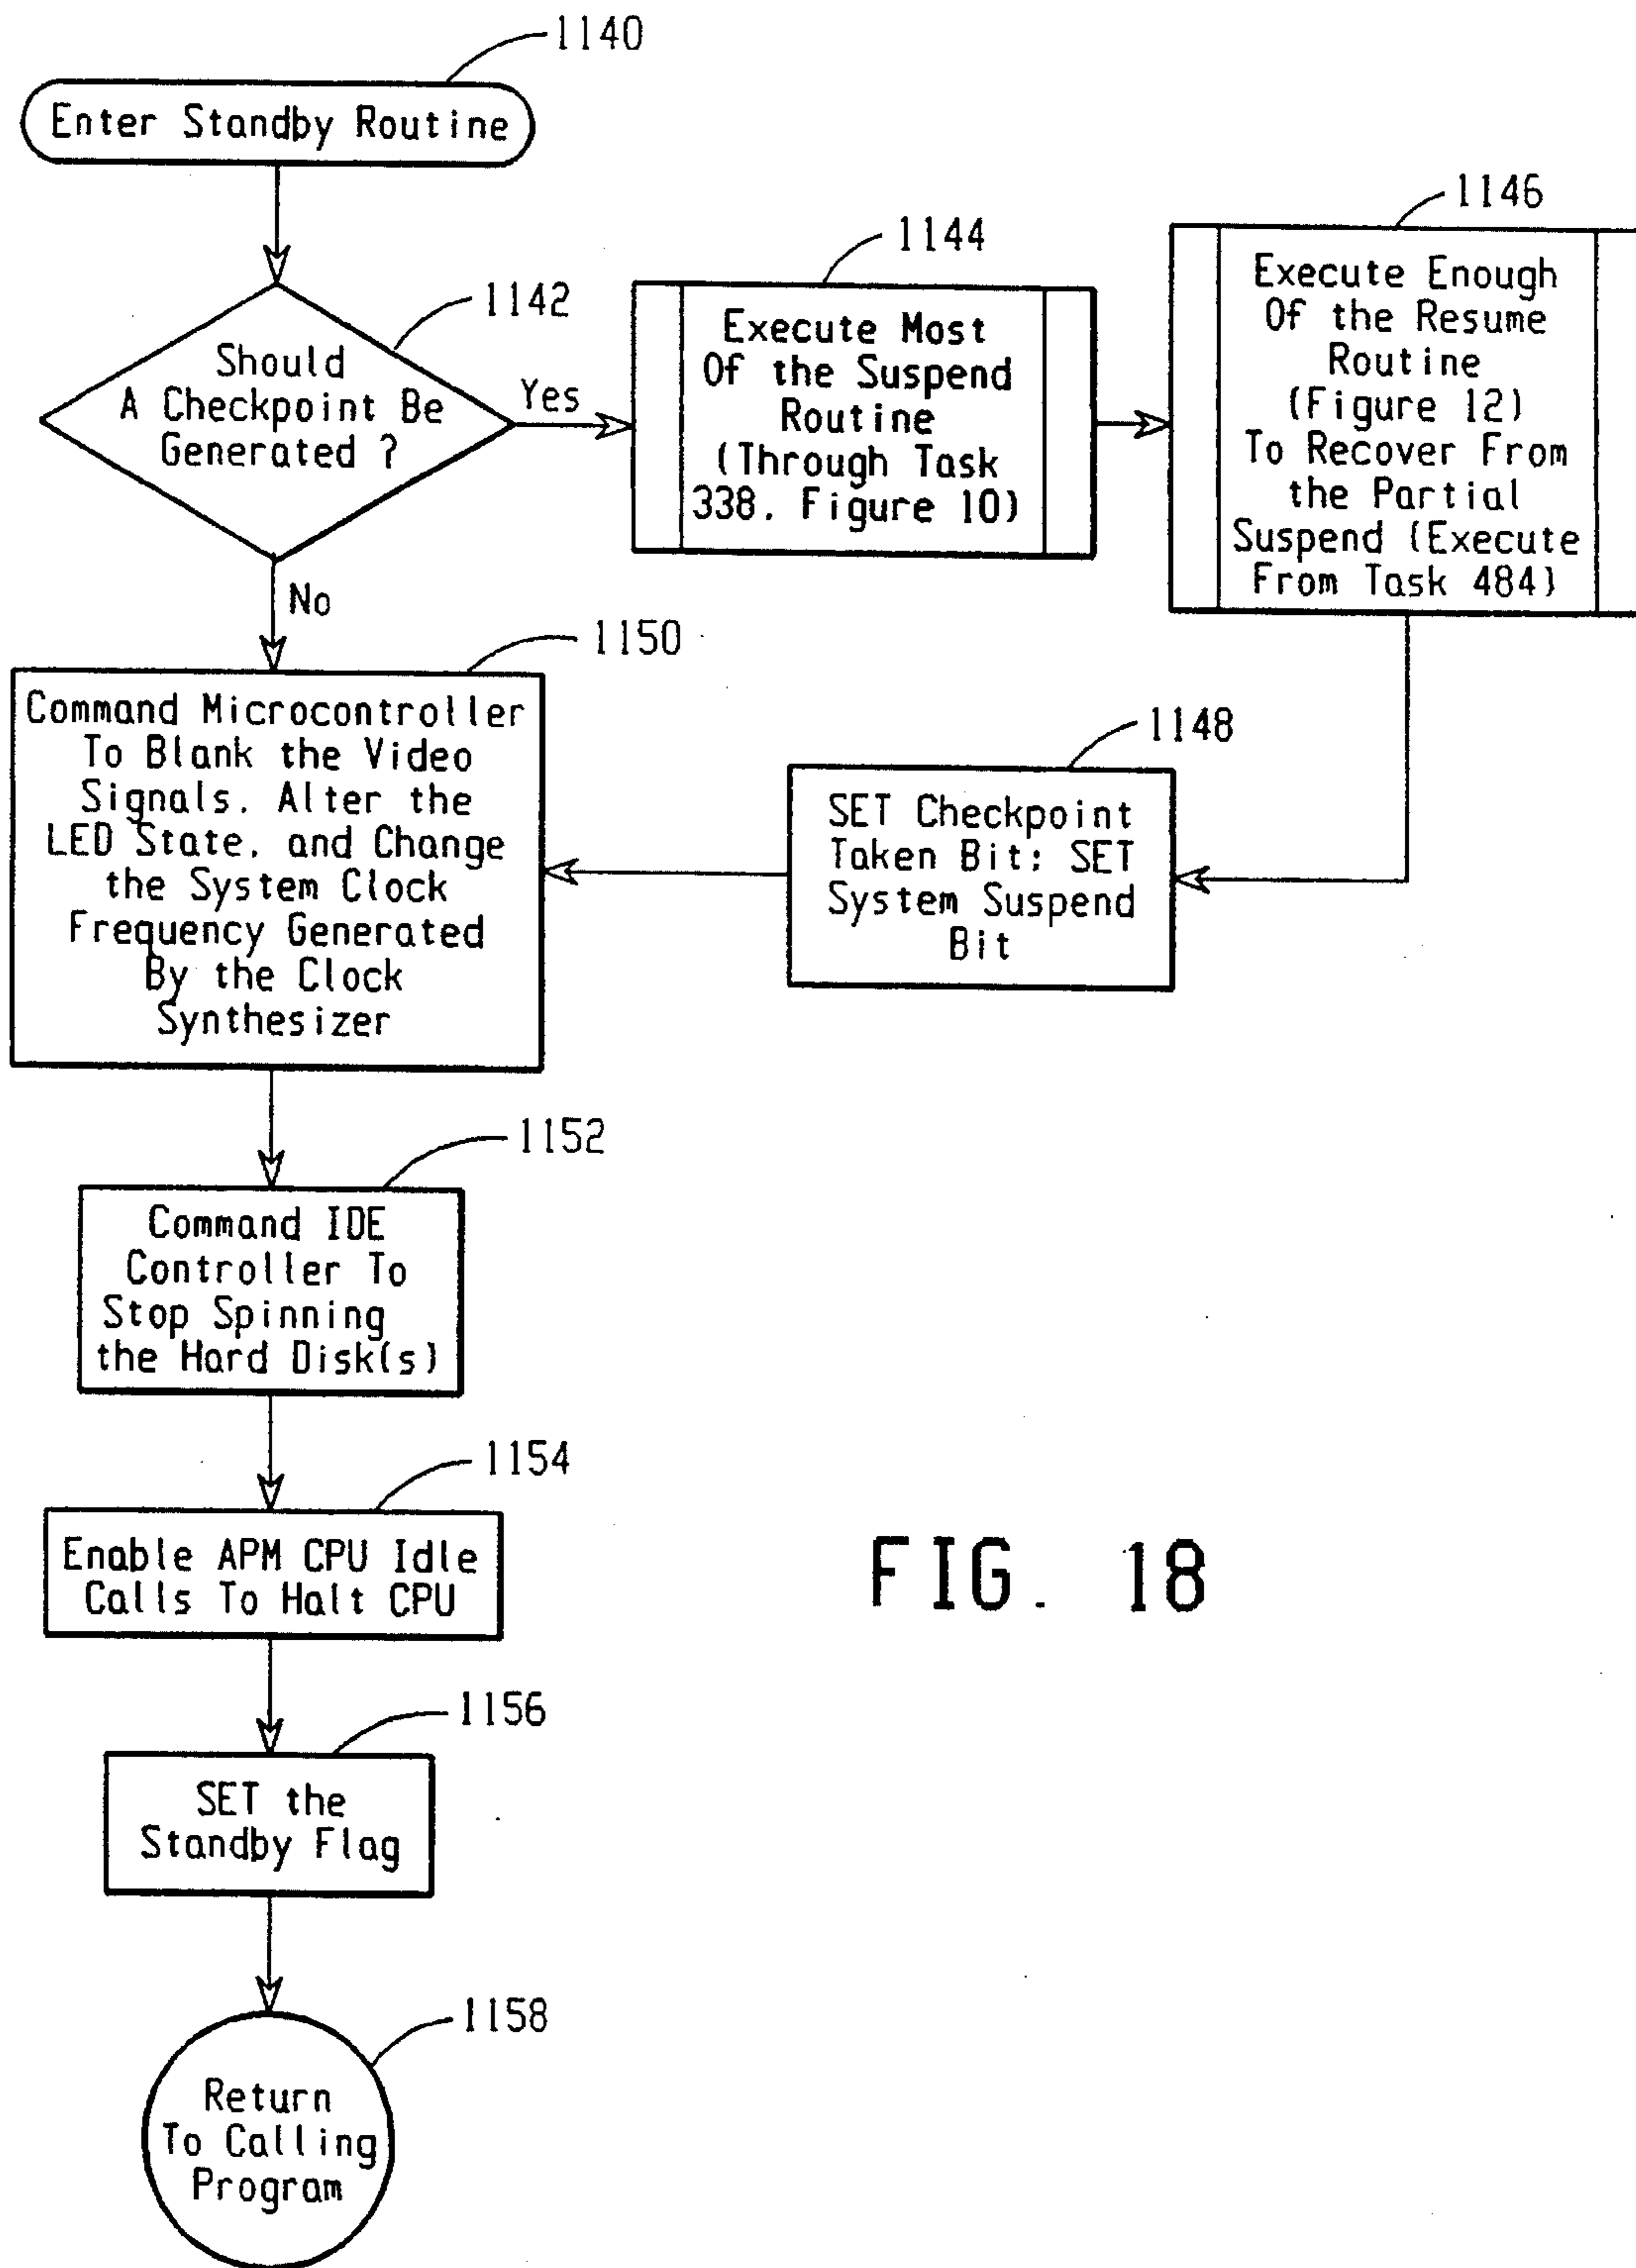 1140
Enter Standby Routine
1142
Should
A Checkpoint Be
Generated ?
Yes
No
1144
Execute Most
Of the Suspend
Routine
(Through Task
338, Figure 10)
1146
Execute Enough
Of the Resume
Routine
(Figure 12)
To Recover From
the Partial
Suspend (Execute
From Task 484)
1148
SET Checkpoint
Taken Bit; SET
System Suspend
Bit
1150
Command Microcontroller
To Blank the Video
Signals, Alter the
LED State, and Change
the System Clock
Frequency Generated
By the Clock
Synthesizer
1152
Command IDE
Controller To
Stop Spinning
the Hard Disk(s)
1154
Enable APM CPU Idle
Calls To Halt CPU
1156
SET the
Standby Flag
1158
Return
To Calling
Program
FIG. 18